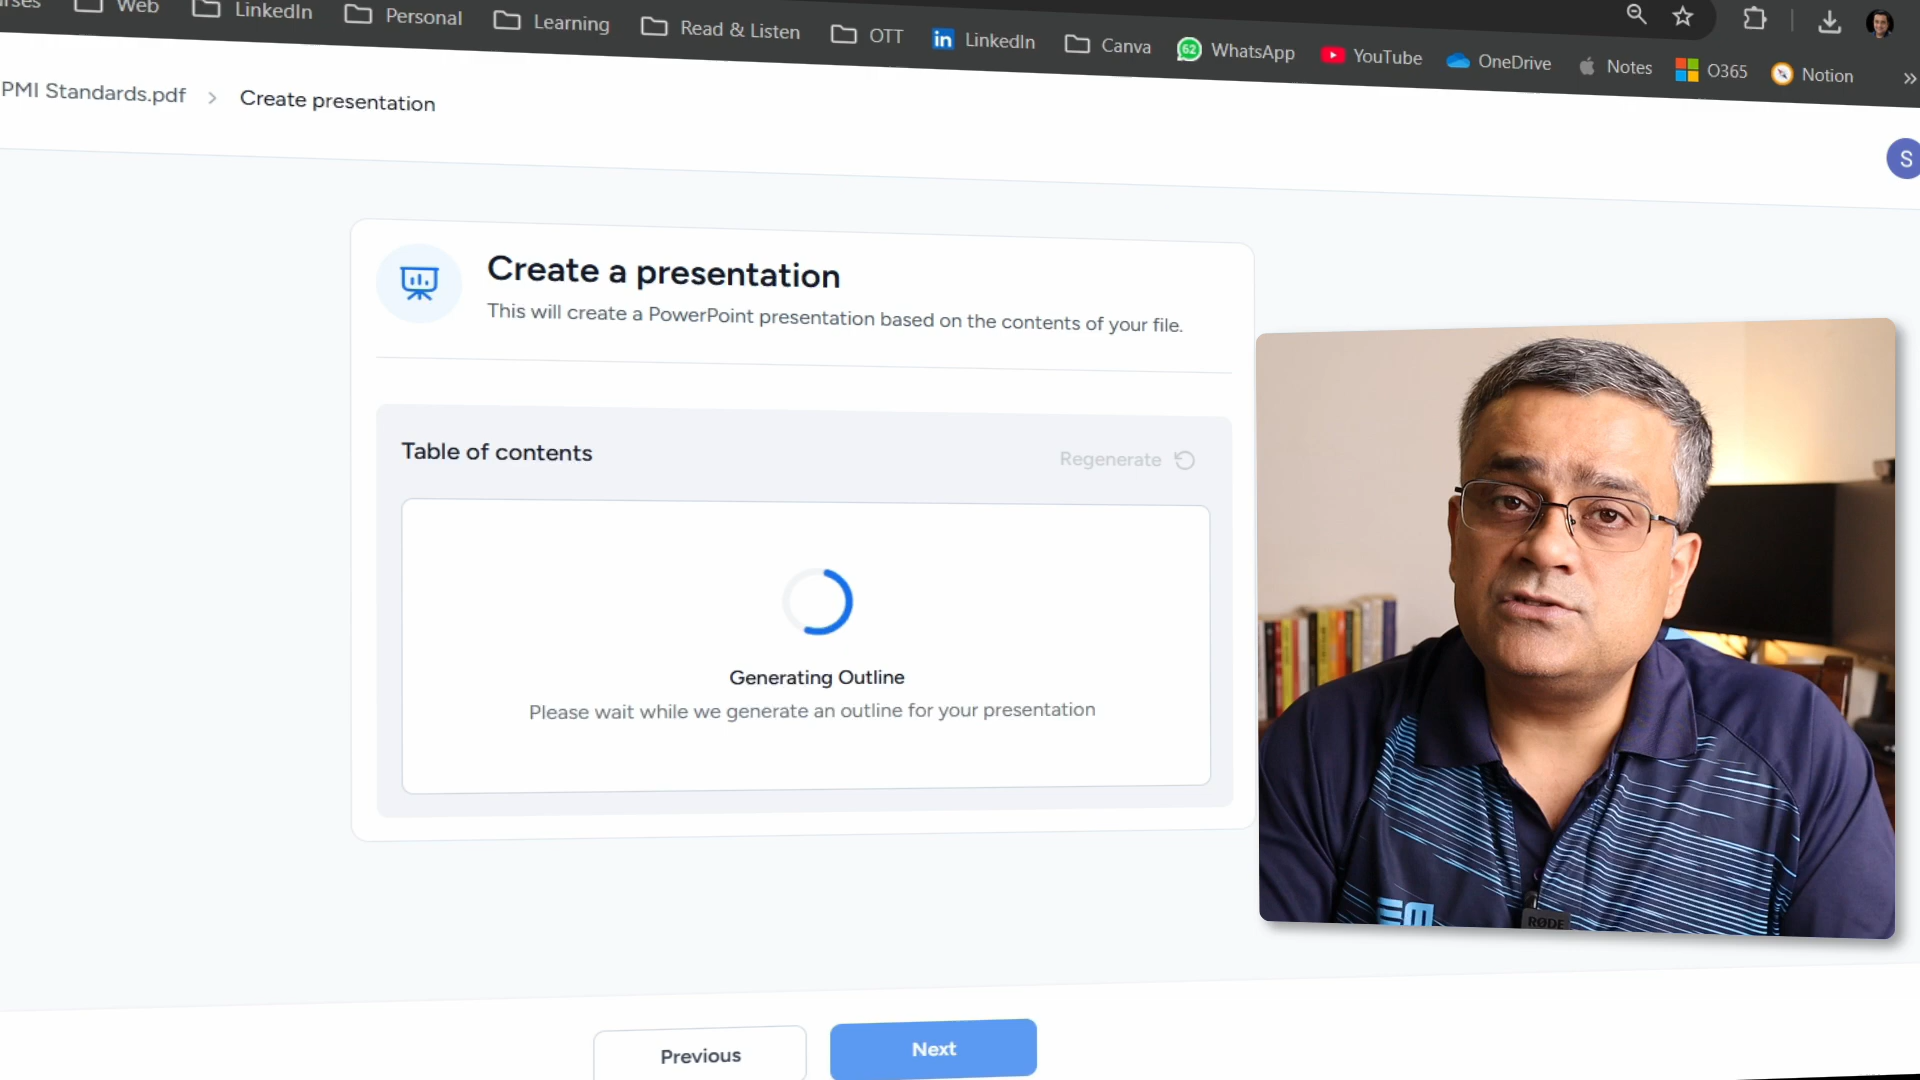 Web
LinkedIn
Personal
Learning
Read & Listen
OTT
LinkedIn
Canva
62
WhatsApp
YouTube
OneDrive
Notes
O365
Notion
PMI Standards.pdf > Create presentation
S
Create a presentation
This will create a PowerPoint presentation based on the contents of your file.
Table of contents
Regenerate
Generating Outline
Please wait while we generate an outline for your presentation
RØDE
Previous
Next